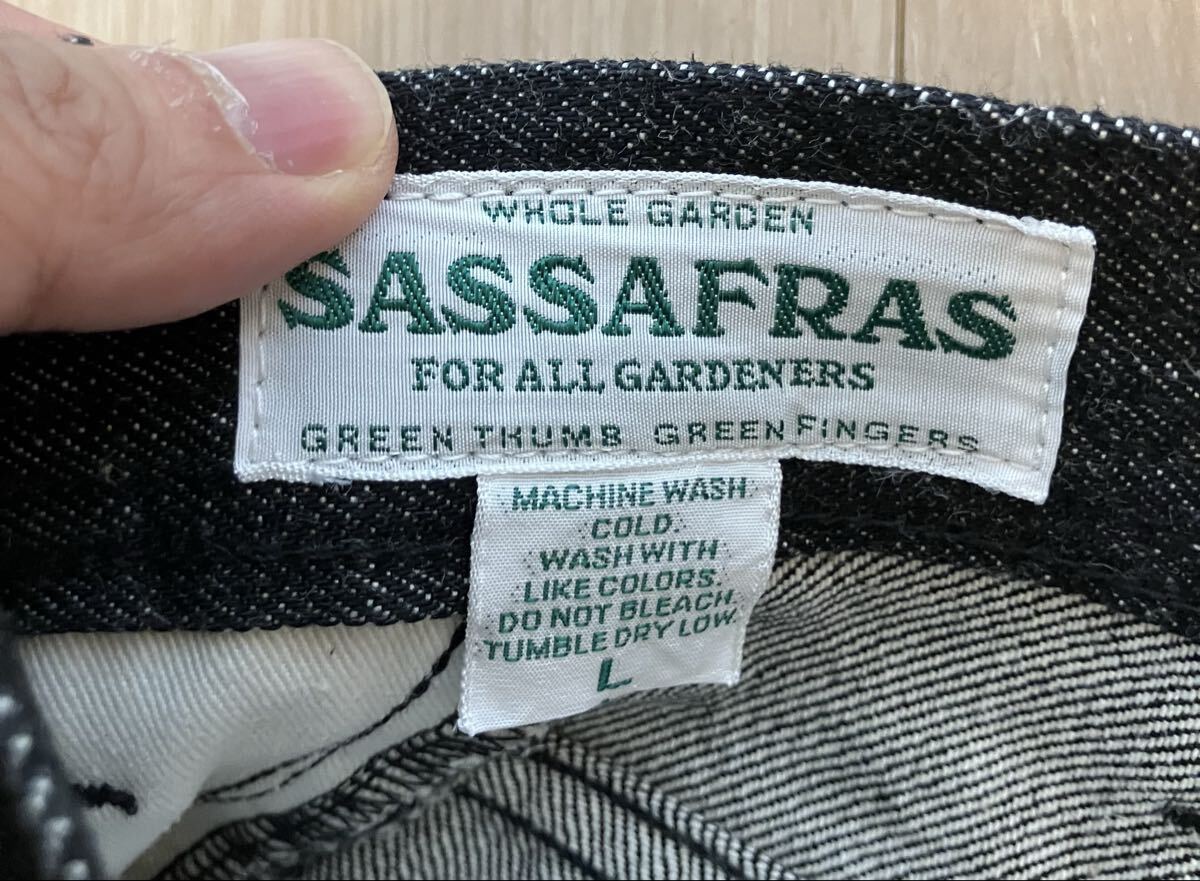 WHOLE GARDEN
SASSAFRAS
FOR ALL GARDENERS
GREEN THUMB GREEN FINGERS
MACHINE WASH
COLD.
WASH WITH
LIKE COLORS.
DO NOT BLEACH.
TUMBLE DRY LOW.
L